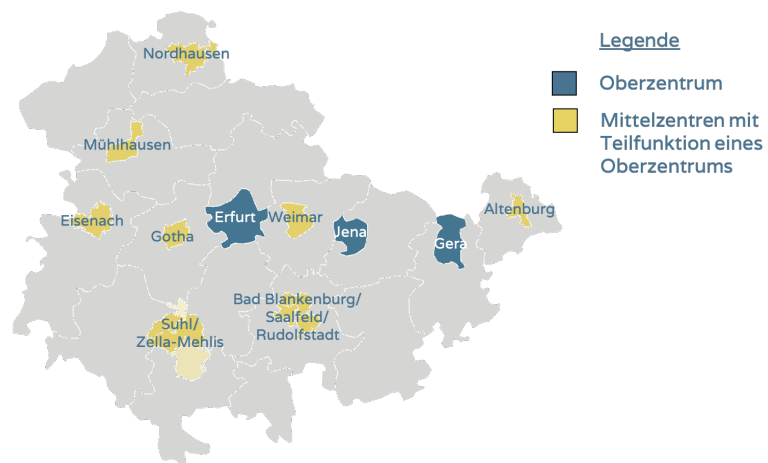 Nordhausen
Mühlhausen
Eisenach
Gotha
Erfurt
Weimar
Jena
Gera
Altenburg
Suhl/
Zella-Mehlis
Bad Blankenburg/
Saalfeld/
Rudolfstadt
Legende
Oberzentrum
Mittelzentren mit
Teilfunktion eines
Oberzentrums